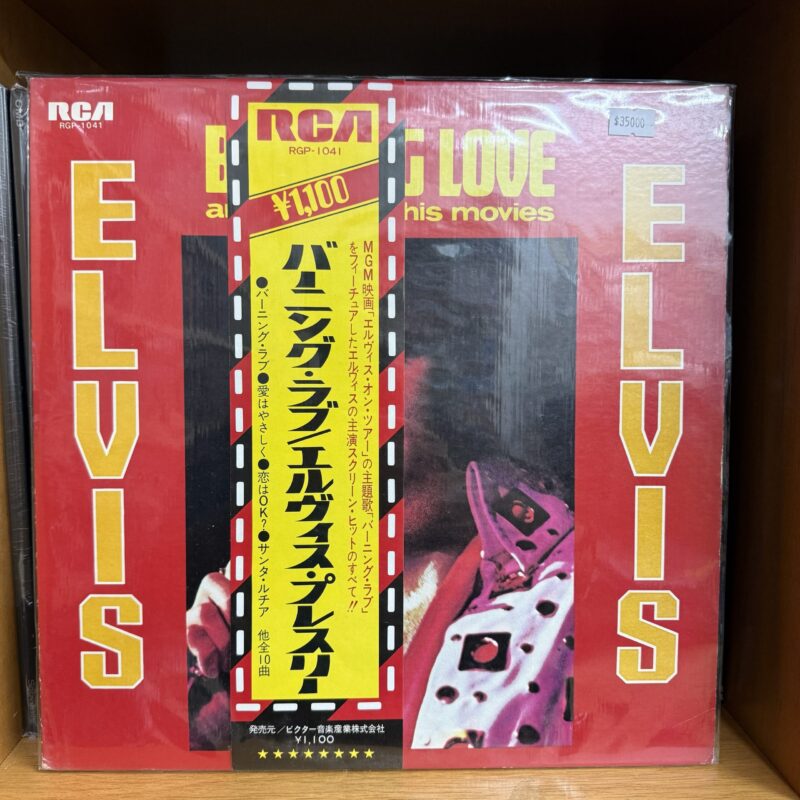 RCA
RGP-1041
ELVIS
B G LOVE
his movies
ELVIS
$35000
RCA
RGP-1041
¥1,100
バーニング・ラブ/エルヴィス・プレスリー
MGM映画「エルヴィス・オン・ツアー」の主題歌「バーニング・ラブ」
をフィーチュアしたエルヴィスの主演スクリーン・ヒットのすべて!!
●バーニング・ラブ●愛はやさしく●恋はOK?●サンタ・ルチア 他全10曲
発売元/ビクター音楽産業株式会社
¥1,100